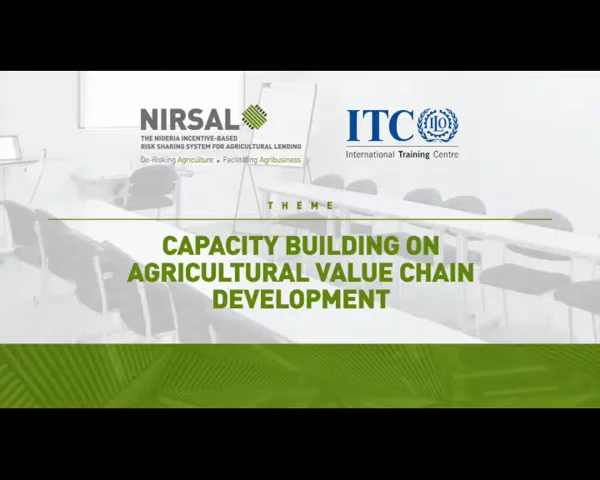 NIRSAL
THE NIGERIA INCENTIVE-BASED
RISK SHARING SYSTEM FOR AGRICULTURAL LENDING
De-Risking Agriculture • Facilitating Agribusiness
ITC ILO
International Training Centre
THEME
CAPACITY BUILDING ON
AGRICULTURAL VALUE CHAIN
DEVELOPMENT